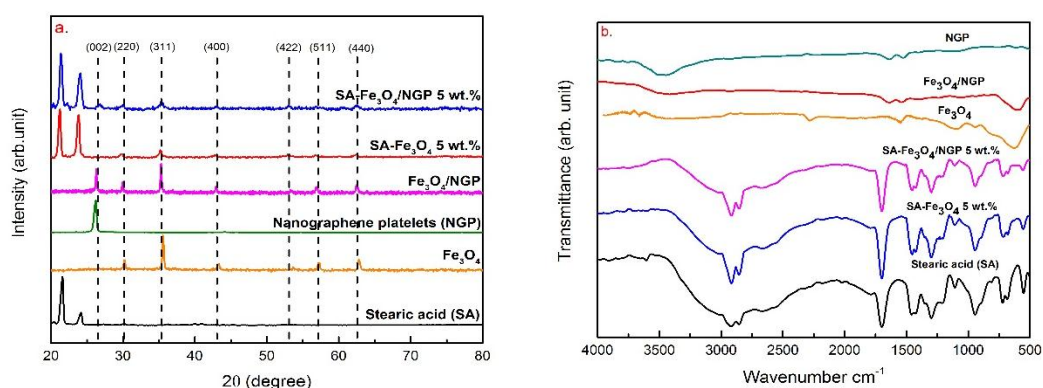 a.
(002) (220) (311) (400) (422) (511) (440)
SA-Fe₃O₄/NGP 5 wt.%
SA-Fe₃O₄ 5 wt.%
Fe₃O₄/NGP
Nanographene platelets (NGP)
Fe₃O₄
Stearic acid (SA)
Intensity (arb.unit)
20 30 40 50 60 70 80
2θ (degree)
b.
NGP
Fe₃O₄/NGP
Fe₃O₄
SA-Fe₃O₄/NGP 5 wt.%
SA-Fe₃O₄ 5 wt.%
Stearic acid (SA)
Transmittance (arb. unit)
4000 3500 3000 2500 2000 1500 1000 500
Wavenumber cm⁻¹